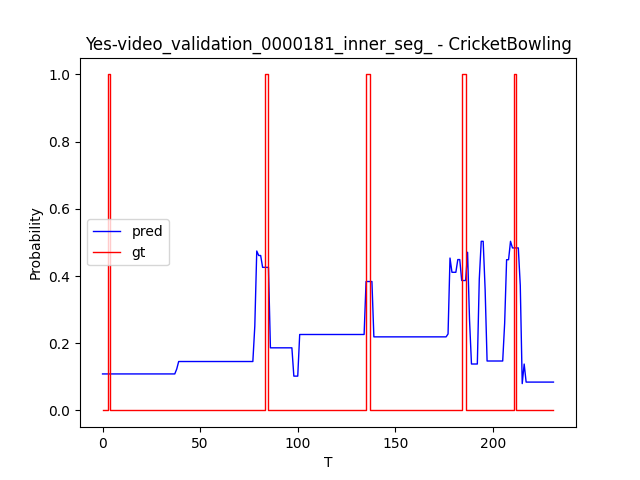 Yes-video_validation_0000181_inner_seg_ - CricketBowling
1.0
0.8
0.6
0.4
0.2
0.0
Probability
pred
gt
0 50 100 150 200
T